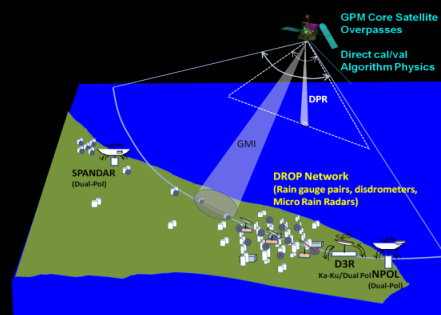 GPM Core Satellite
Overpasses
Direct cal/val
Algorithm Physics
DPR
GMI
SPANDAR
(Dual-Pol)
DROP Network
(Rain gauge pairs, disdrometers,
Micro Rain Radars)
D3R
Ka-Ku/Dual Pol
NPOL
(Dual-Pol)